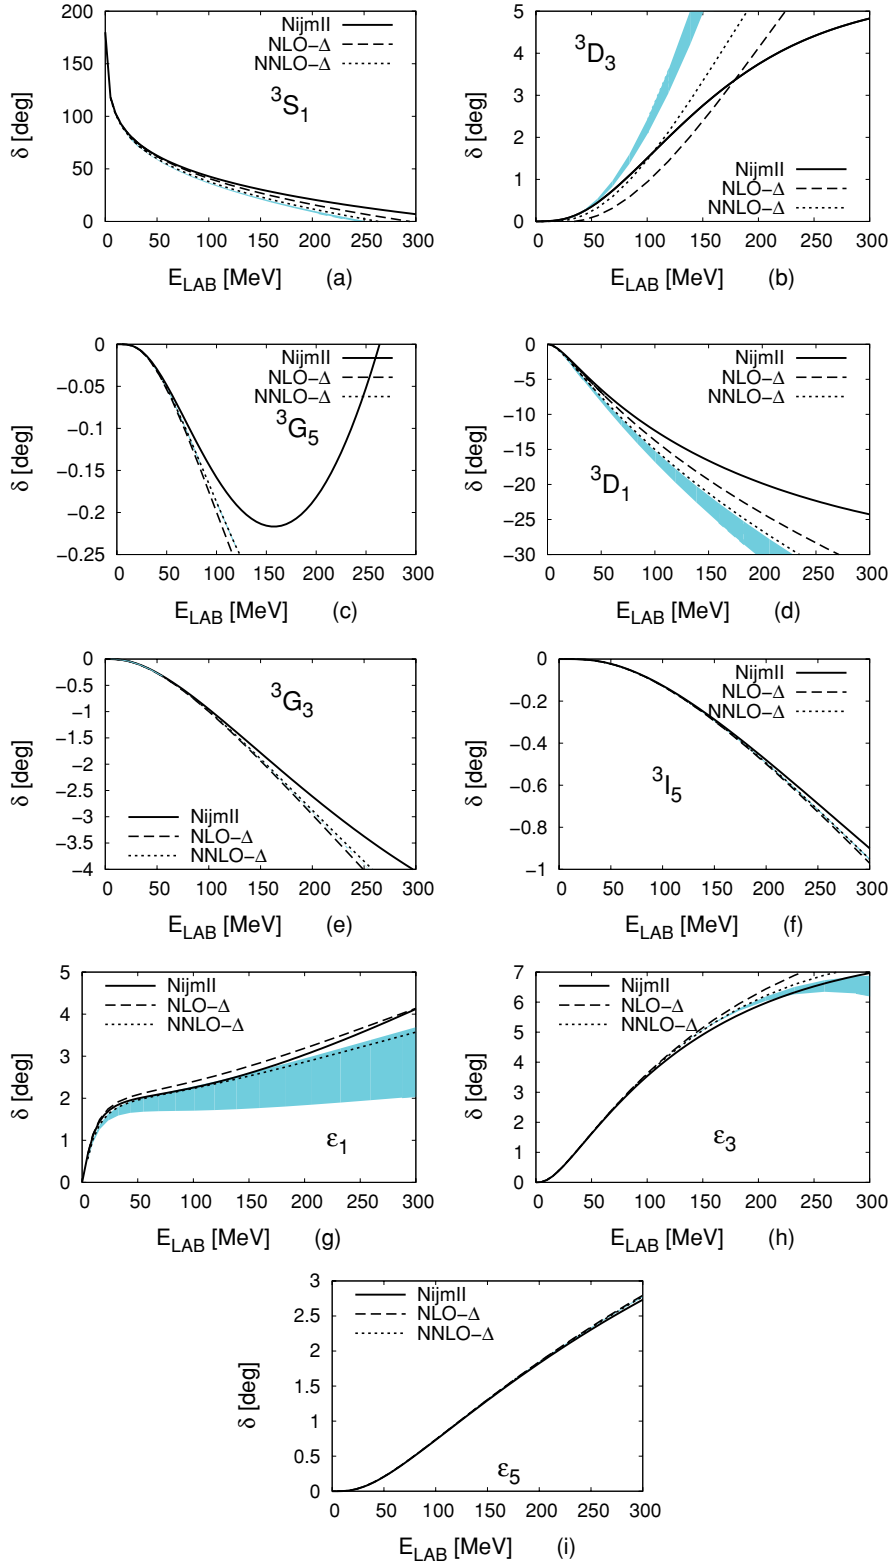 200
150
100
50
0
0 50 100 150 200 250 300
δ [deg]
E_LAB [MeV] (a)
NijmII
NLO−Δ
NNLO−Δ
³S₁
5
4
3
2
1
0
0 50 100 150 200 250 300
δ [deg]
E_LAB [MeV] (b)
³D₃
NijmII
NLO−Δ
NNLO−Δ
0
−0.05
−0.1
−0.15
−0.2
−0.25
0 50 100 150 200 250 300
δ [deg]
E_LAB [MeV] (c)
NijmII
NLO−Δ
NNLO−Δ
³G₅
0
−5
−10
−15
−20
−25
−30
0 50 100 150 200 250 300
δ [deg]
E_LAB [MeV] (d)
NijmII
NLO−Δ
NNLO−Δ
³D₁
0
−0.5
−1
−1.5
−2
−2.5
−3
−3.5
−4
0 50 100 150 200 250 300
δ [deg]
E_LAB [MeV] (e)
³G₃
NijmII
NLO−Δ
NNLO−Δ
0
−0.2
−0.4
−0.6
−0.8
−1
0 50 100 150 200 250 300
δ [deg]
E_LAB [MeV] (f)
NijmII
NLO−Δ
NNLO−Δ
³I₅
5
4
3
2
1
0
0 50 100 150 200 250 300
δ [deg]
E_LAB [MeV] (g)
NijmII
NLO−Δ
NNLO−Δ
ε₁
7
6
5
4
3
2
1
0
0 50 100 150 200 250 300
δ [deg]
E_LAB [MeV] (h)
NijmII
NLO−Δ
NNLO−Δ
ε₃
3
2.5
2
1.5
1
0.5
0
0 50 100 150 200 250 300
δ [deg]
E_LAB [MeV] (i)
NijmII
NLO−Δ
NNLO−Δ
ε₅